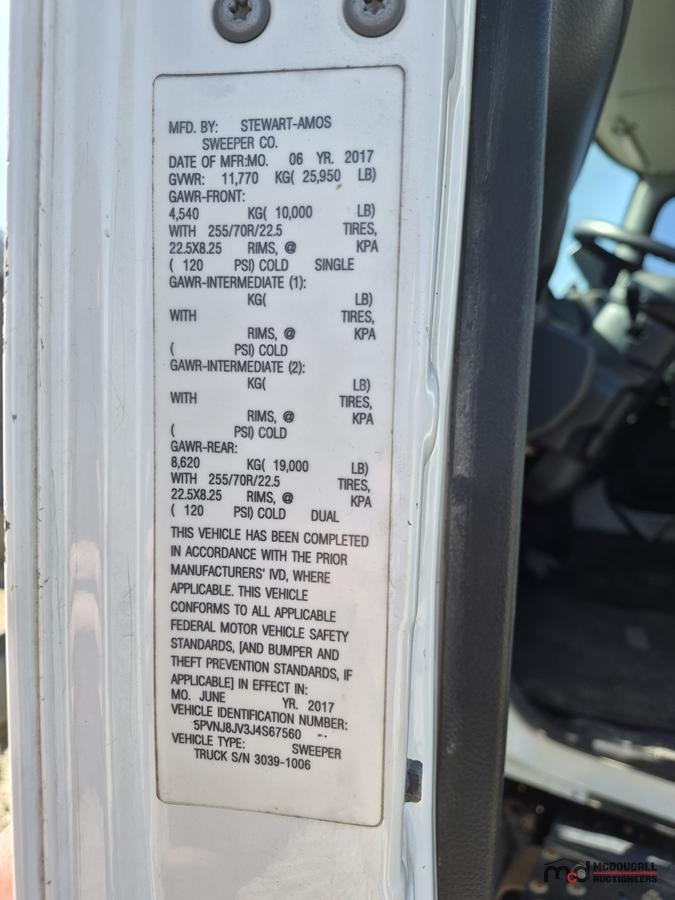 MFD. BY: STEWART-AMOS
SWEEPER CO.
DATE OF MFR:MO. 06 YR. 2017
GVWR: 11,770 KG( 25,950 LB)
GAWR-FRONT:
4,540 KG( 10,000 LB)
WITH 255/70R/22.5 TIRES,
22.5X8.25 RIMS, @ KPA
( 120 PSI) COLD SINGLE
GAWR-INTERMEDIATE (1):
KG( LB)
WITH TIRES,
RIMS, @ KPA
( PSI) COLD
GAWR-INTERMEDIATE (2):
KG( LB)
WITH TIRES,
RIMS, @ KPA
( PSI) COLD
GAWR-REAR:
8,620 KG( 19,000 LB)
WITH 255/70R/22.5 TIRES,
22.5X8.25 RIMS, @ KPA
( 120 PSI) COLD DUAL
THIS VEHICLE HAS BEEN COMPLETED
IN ACCORDANCE WITH THE PRIOR
MANUFACTURERS' IVD, WHERE
APPLICABLE. THIS VEHICLE
CONFORMS TO ALL APPLICABLE
FEDERAL MOTOR VEHICLE SAFETY
STANDARDS, [AND BUMPER AND
THEFT PREVENTION STANDARDS, IF
APPLICABLE] IN EFFECT IN:
MO. JUNE YR. 2017
VEHICLE IDENTIFICATION NUMBER:
5PVNJ8JV3J4S67560
VEHICLE TYPE: SWEEPER
TRUCK S/N 3039-1006
mcd MCDOUGALL
AUCTIONEERS